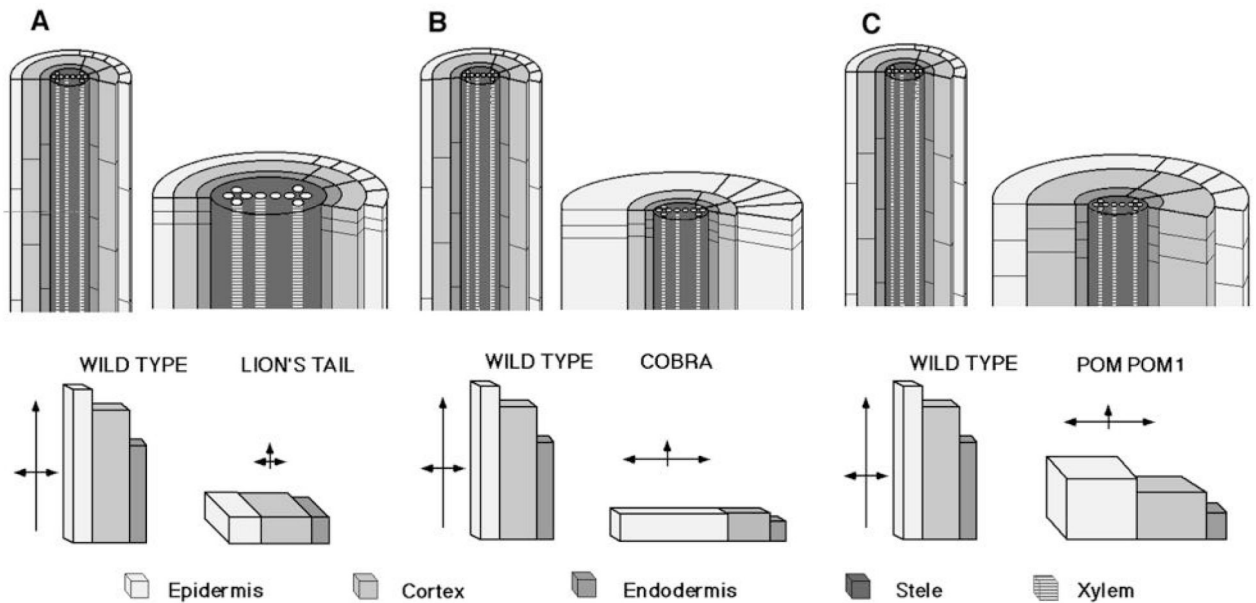 A
B
C
WILD TYPE LION'S TAIL
WILD TYPE COBRA
WILD TYPE POM POM1
Epidermis Cortex Endodermis Stele Xylem